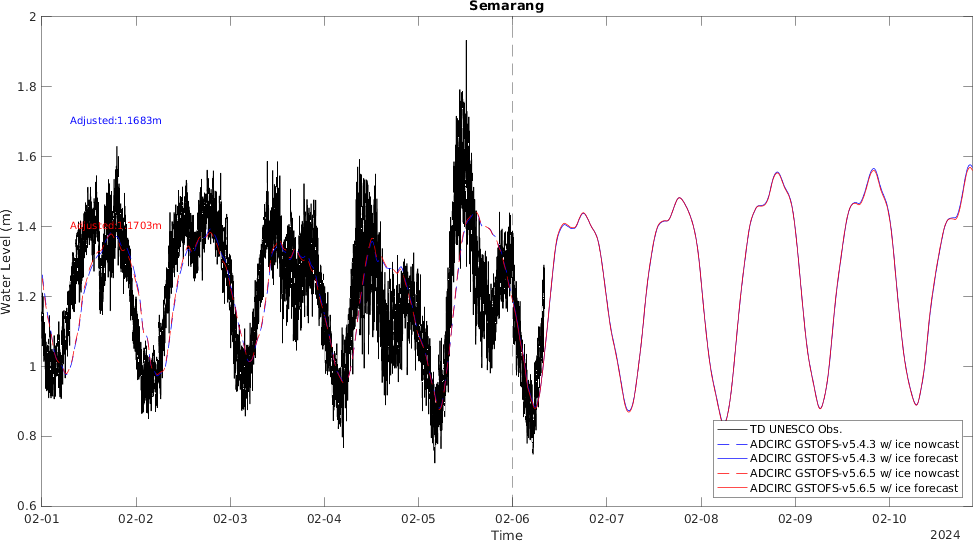 Semarang
2
1.8
1.6
1.4
1.2
1
0.8
0.6
Water Level (m)
Adjusted:1.1683m
Adjusted:1.1703m
TD UNESCO Obs.
ADCIRC GSTOFS-v5.4.3 w/ ice nowcast
ADCIRC GSTOFS-v5.4.3 w/ ice forecast
ADCIRC GSTOFS-v5.6.5 w/ ice nowcast
ADCIRC GSTOFS-v5.6.5 w/ ice forecast
02-01 02-02 02-03 02-04 02-05 02-06 02-07 02-08 02-09 02-10
Time
2024